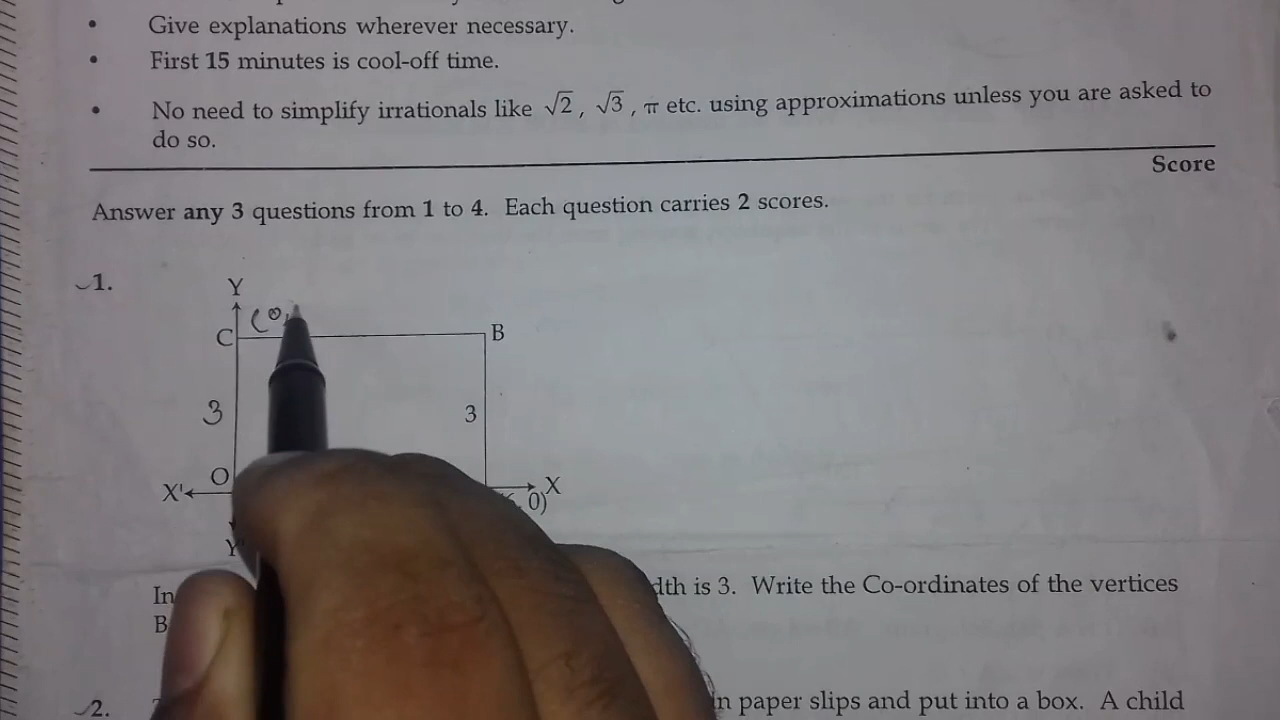 • Give explanations wherever necessary.
• First 15 minutes is cool-off time.
• No need to simplify irrationals like √2, √3, π etc. using approximations unless you are asked to
do so.
Score
Answer any 3 questions from 1 to 4. Each question carries 2 scores.
1.
Y
(0,
C B
3 3
O
X' X
0)
Y
In dth is 3. Write the Co-ordinates of the vertices
B
2. n paper slips and put into a box. A child